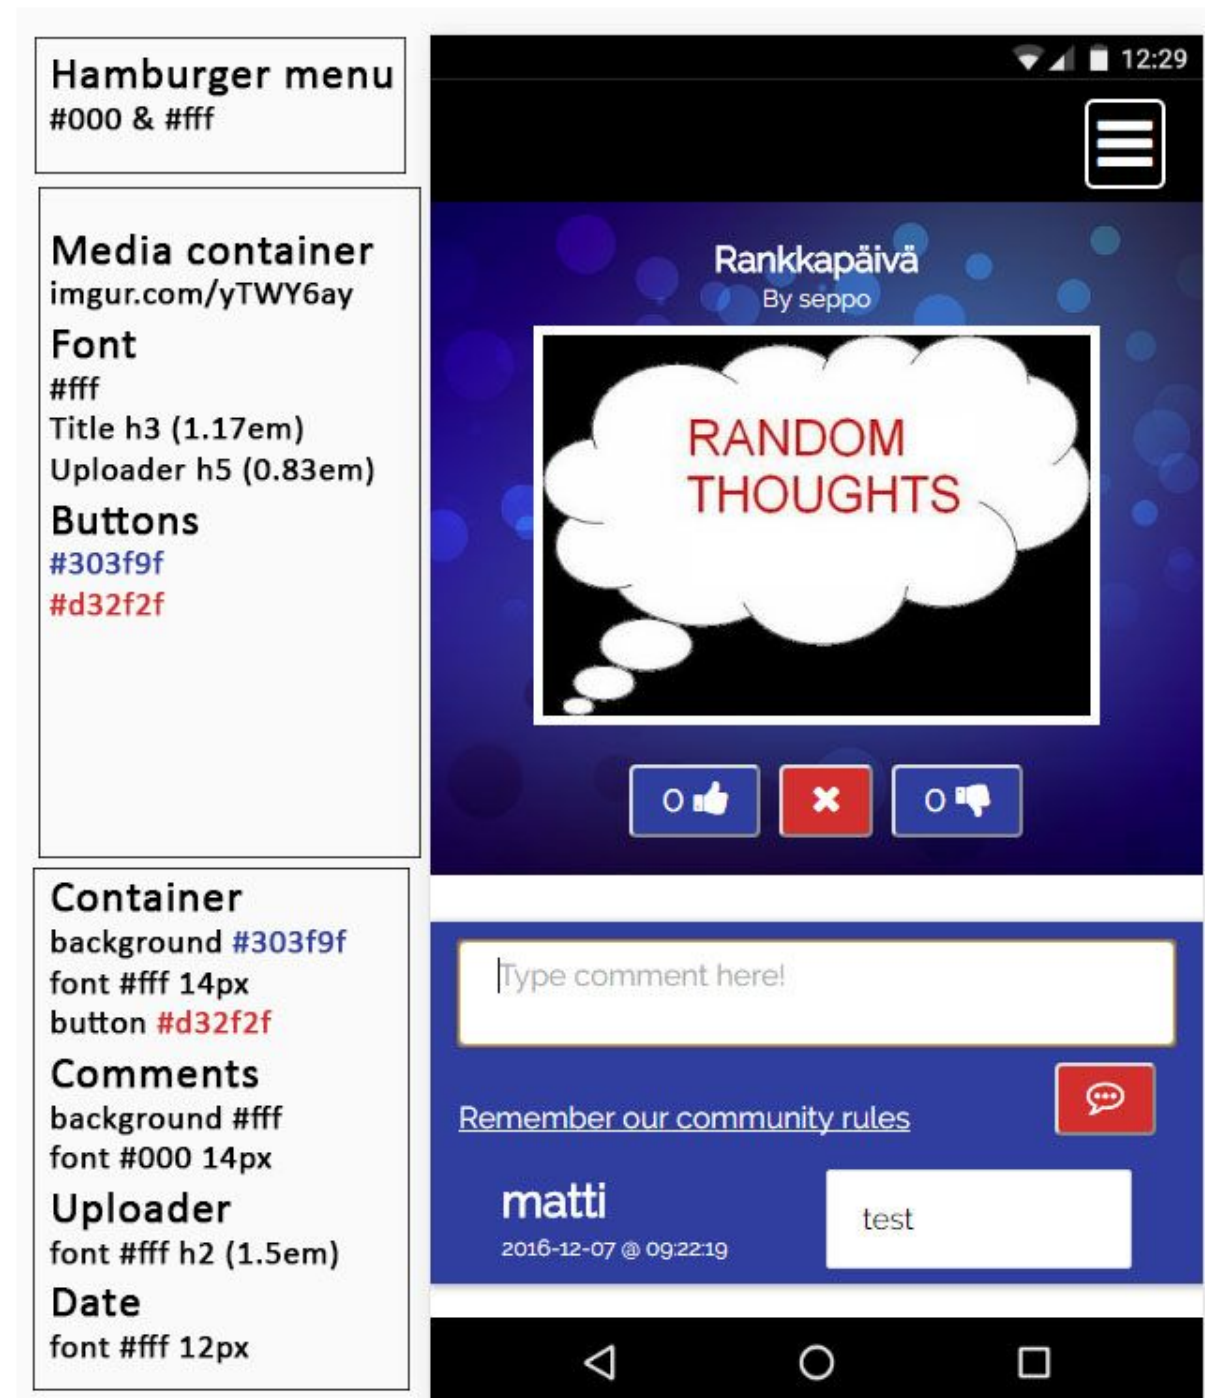 Hamburger menu
#000 & #fff
Media container
imgur.com/yTWY6ay
Font
#fff
Title h3 (1.17em)
Uploader h5 (0.83em)
Buttons
#303f9f
#d32f2f
Container
background #303f9f
font #fff 14px
button #d32f2f
Comments
background #fff
font #000 14px
Uploader
font #fff h2 (1.5em)
Date
font #fff 12px
12:29
Rankkapäivä
By seppo
RANDOM
THOUGHTS
0
0
Type comment here!
Remember our community rules
matti
2016-12-07 @ 09:22:19
test